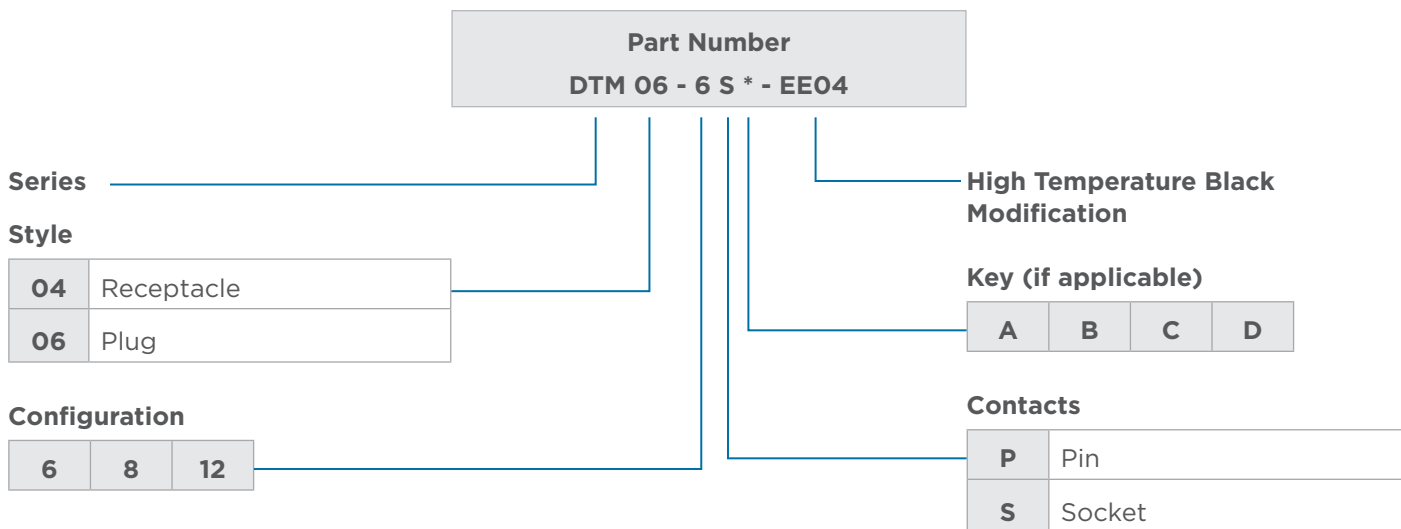 Part Number
DTM 06 - 6 S * - EE04
Series
Style
04 Receptacle
06 Plug
Configuration
6 8 12
High Temperature Black
Modification
Key (if applicable)
A B C D
Contacts
P Pin
S Socket